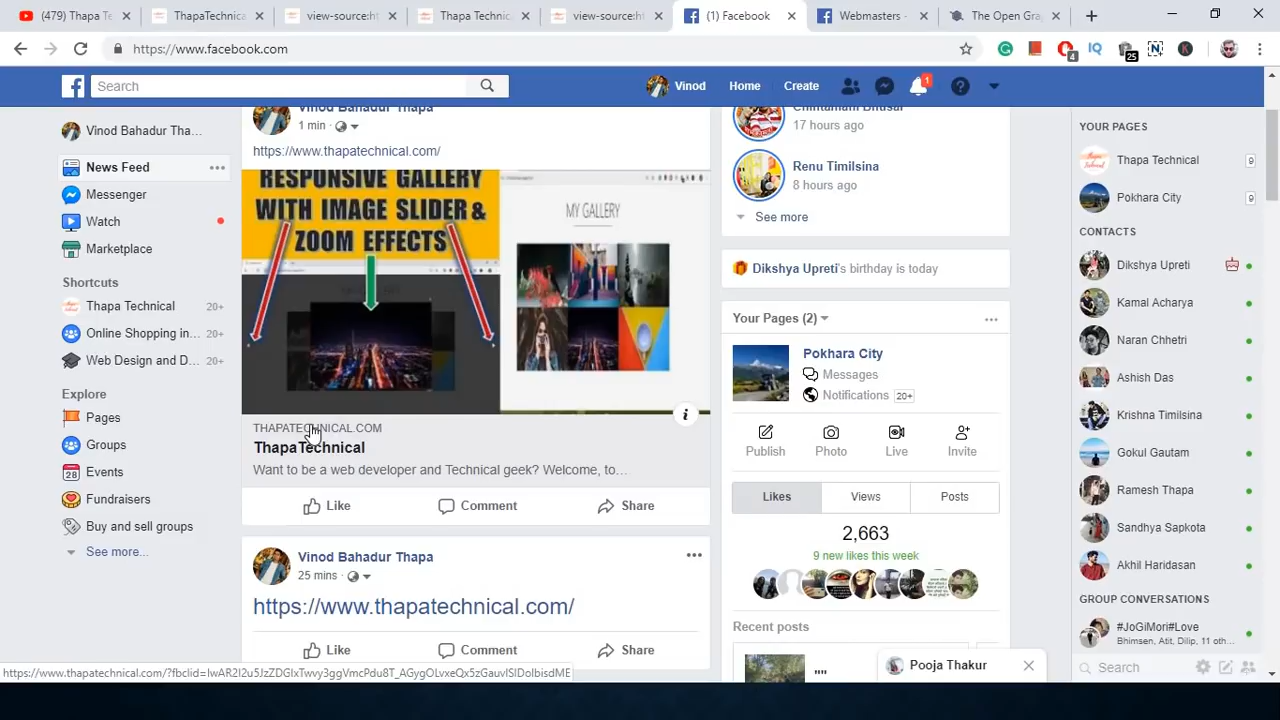 (479) Thapa Te
ThapaTechnica
view-source:ht
Thapa Technic
view-source:ht
(1) Facebook
Webmasters -
The Open Gra
https://www.facebook.com
4
25
Search
Vinod
Home
Create
1
Vinod Bahadur Tha...
News Feed
Messenger
Watch
Marketplace
Shortcuts
Thapa Technical 20+
Online Shopping in... 20+
Web Design and D... 20+
Explore
Pages
Groups
Events
Fundraisers
Buy and sell groups
See more...
Vinod Bahadur Thapa
1 min
https://www.thapatechnical.com/
RESPONSIVE GALLERY
WITH IMAGE SLIDER &
ZOOM EFFECTS
MY GALLERY
THAPATECHNICAL.COM
ThapaTechnical
Want to be a web developer and Technical geek? Welcome, to...
Like Comment Share
Vinod Bahadur Thapa
25 mins
https://www.thapatechnical.com/
Like Comment Share
Chintamani Bhusal
17 hours ago
Renu Timilsina
8 hours ago
See more
Dikshya Upreti's birthday is today
Your Pages (2)
Pokhara City
Messages
Notifications 20+
Publish Photo Live Invite
Likes Views Posts
2,663
9 new likes this week
Recent posts
""
YOUR PAGES
Thapa Technical 9
Pokhara City 9
CONTACTS
Dikshya Upreti
Kamal Acharya
Naran Chhetri
Ashish Das
Krishna Timilsina
Gokul Gautam
Ramesh Thapa
Sandhya Sapkota
Akhil Haridasan
GROUP CONVERSATIONS
#JoGiMori#Love
Bhimsen, Atit, Dilip, 11 oth...
Search
Pooja Thakur